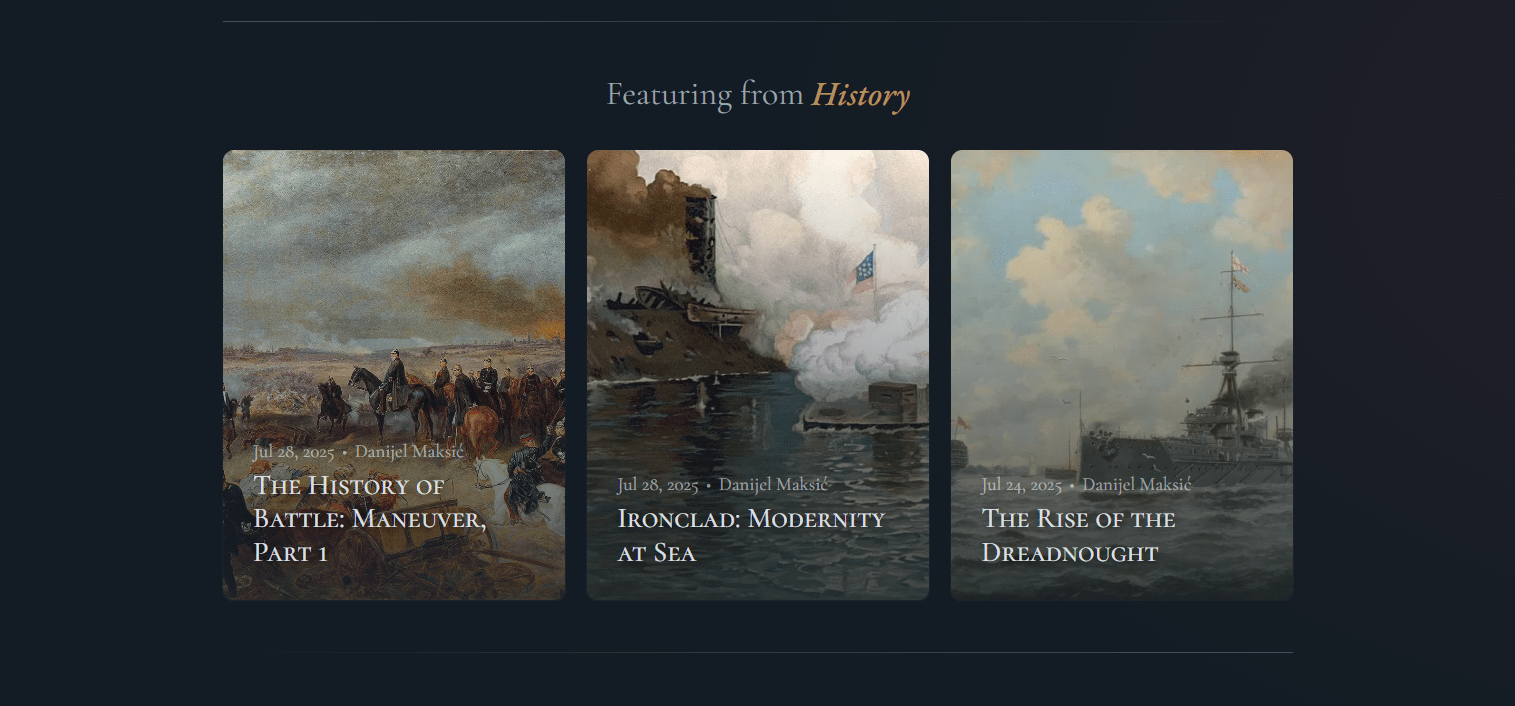 Featuring from History
Jul 28, 2025 • Danijel Maksić
The History of
Battle: Maneuver,
Part 1
Jul 28, 2025 • Danijel Maksić
Ironclad: Modernity
at Sea
Jul 24, 2025 • Danijel Maksić
The Rise of the
Dreadnought